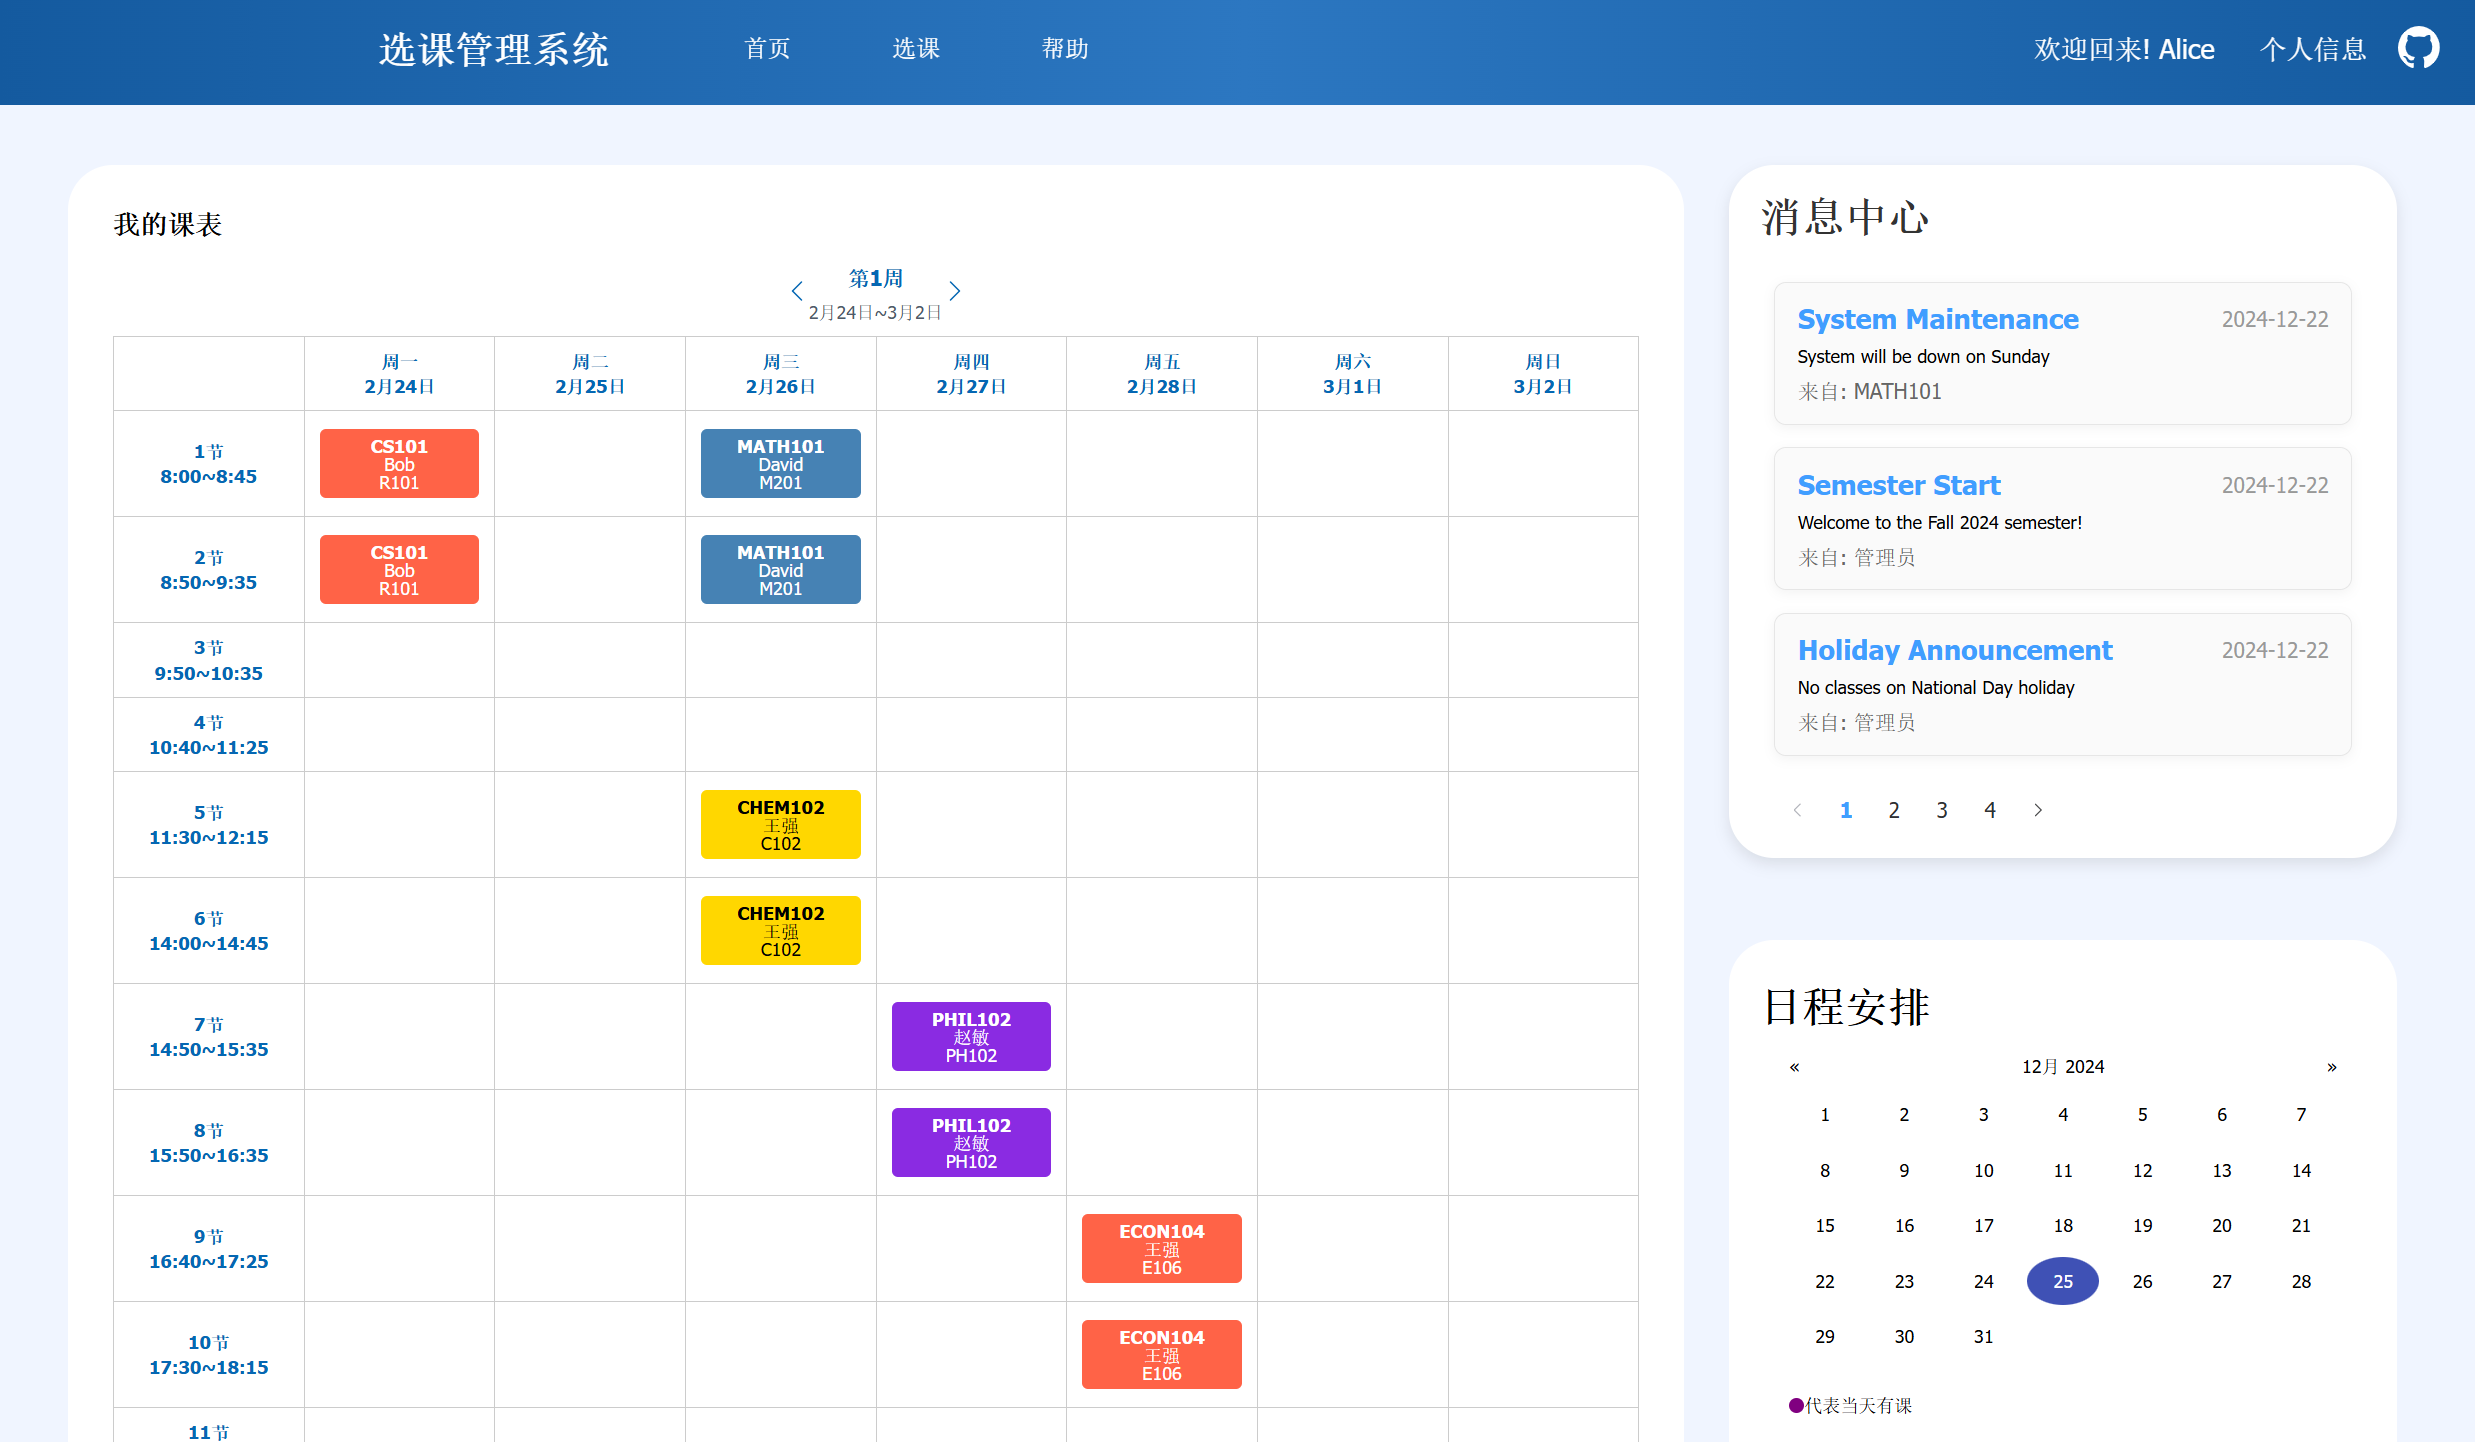 选课管理系统
首页
选课
帮助
欢迎回来! Alice
个人信息
我的课表
第1周
2月24日~3月2日
周一
2月24日
周二
2月25日
周三
2月26日
周四
2月27日
周五
2月28日
周六
3月1日
周日
3月2日
1节
8:00~8:45
CS101
Bob
R101
MATH101
David
M201
2节
8:50~9:35
CS101
Bob
R101
MATH101
David
M201
3节
9:50~10:35
4节
10:40~11:25
5节
11:30~12:15
CHEM102
王强
C102
6节
14:00~14:45
CHEM102
王强
C102
7节
14:50~15:35
PHIL102
赵敏
PH102
8节
15:50~16:35
PHIL102
赵敏
PH102
9节
16:40~17:25
ECON104
王强
E106
10节
17:30~18:15
ECON104
王强
E106
11节
消息中心
System Maintenance 2024-12-22
System will be down on Sunday
来自: MATH101
Semester Start 2024-12-22
Welcome to the Fall 2024 semester!
来自: 管理员
Holiday Announcement 2024-12-22
No classes on National Day holiday
来自: 管理员
1 2 3 4
日程安排
« 12月 2024 »
1 2 3 4 5 6 7
8 9 10 11 12 13 14
15 16 17 18 19 20 21
22 23 24 25 26 27 28
29 30 31
代表当天有课